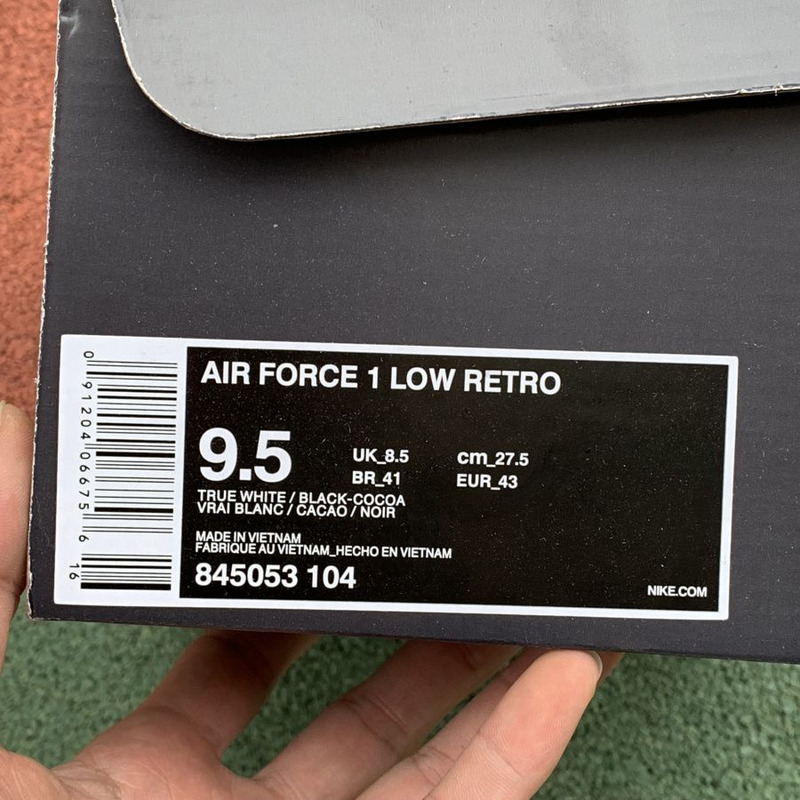 AIR FORCE 1 LOW RETRO
9.5
UK_8.5 cm_27.5
BR_41 EUR_43
TRUE WHITE / BLACK-COCOA
VRAI BLANC / CACAO / NOIR
MADE IN VIETNAM
FABRIQUE AU VIETNAM_HECHO EN VIETNAM
845053 104
NIKE.COM
0 91204 06675 6
16